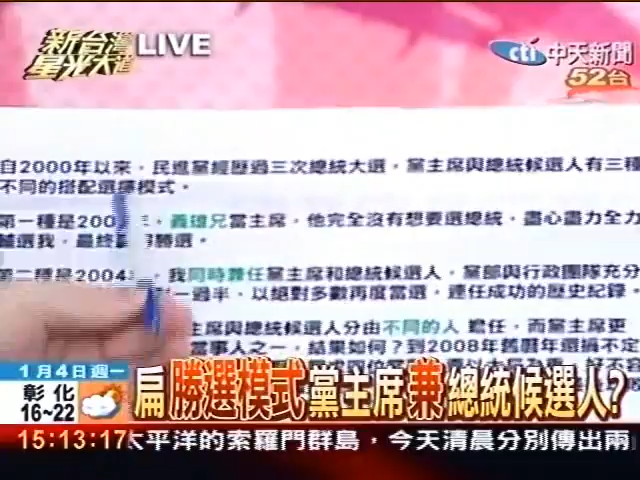 新台灣
星光大道
LIVE
cti 中天新聞
52台
自2000年以來，民進黨經歷過三次總統大選，黨主席與總統候選人有三種
不同的搭配選擇模式。
第一種是200 年，義雄兄當主席，他完全沒有想要選總統，盡心盡力全力
輔選我，最終 勝選。
第二種是2004年，我同時兼任黨主席和總統候選人，黨部與行政團隊充分
一過半，以絕對多數再度當選，連任成功的歷史紀錄。
主席與總統候選人分由不同的人 擔任，而黨主席更
當事人之一，結果如何？到2008年舊曆年還過不定
1月4日週一
彰化
16~22
扁勝選模式黨主席兼總統候選人?
15:13:17 太平洋的索羅門群島，今天清晨分別傳出兩